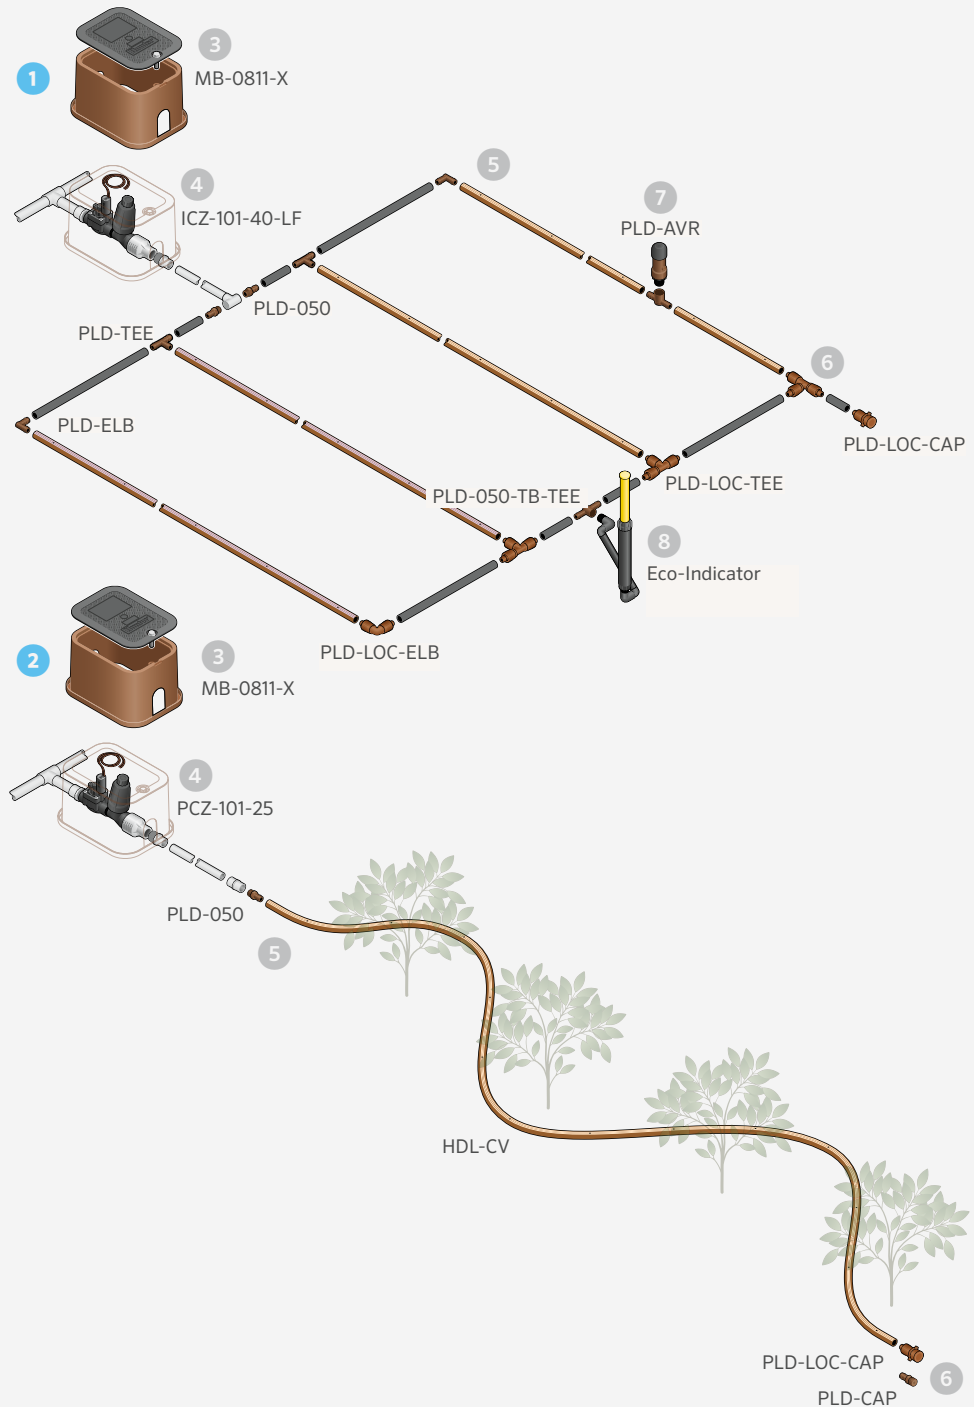 1
3
MB-0811-X
4
ICZ-101-40-LF
5
7
PLD-AVR
PLD-050
PLD-TEE
6
PLD-ELB
PLD-LOC-CAP
PLD-050-TB-TEE
PLD-LOC-TEE
8
Eco-Indicator
PLD-LOC-ELB
2
3
MB-0811-X
4
PCZ-101-25
PLD-050
5
HDL-CV
PLD-LOC-CAP
6
PLD-CAP